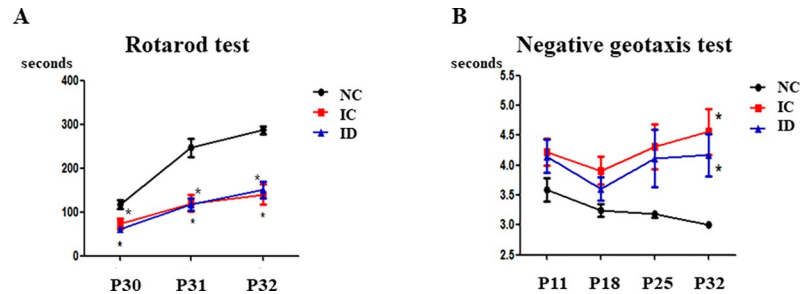 A
Rotarod test
seconds
400
300
200
100
0
*
*
*
*
*
*
P30 P31 P32
NC
IC
ID
B
Negative geotaxis test
seconds
5.5
5.0
4.5
4.0
3.5
3.0
2.5
*
*
P11 P18 P25 P32
NC
IC
ID